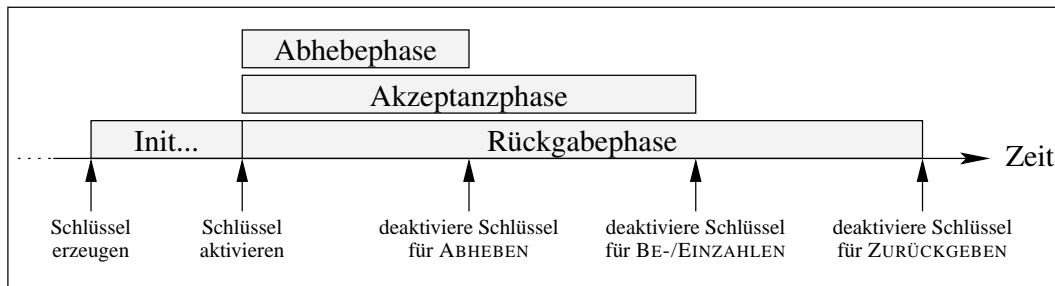 Abhebephase
Akzeptanzphase
Init...
Rückgabephase
Zeit
Schlüssel
erzeugen
Schlüssel
aktivieren
deaktiviere Schlüssel
für ABHEBEN
deaktiviere Schlüssel
für BE-/EINZAHLEN
deaktiviere Schlüssel
für ZURÜCKGEBEN